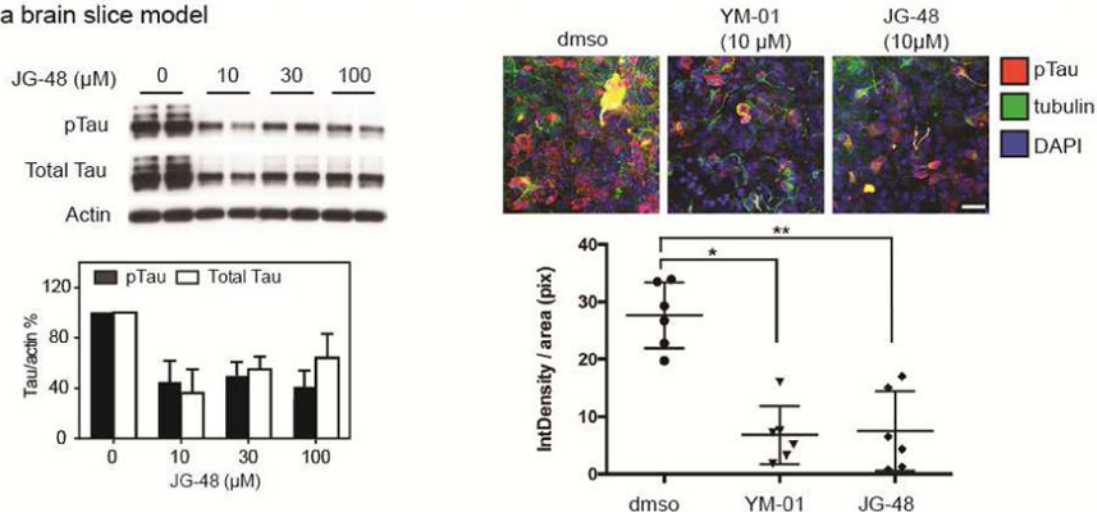 a brain slice model
JG-48 (µM) 0 10 30 100
pTau
Total Tau
Actin
pTau Total Tau
Tau/actin %
120
80
40
0
0 10 30 100
JG-48 (µM)
dmso
YM-01
(10 µM)
JG-48
(10µM)
pTau
tubulin
DAPI
**
*
IntDensity / area (pix)
40
30
20
10
0
dmso YM-01 JG-48